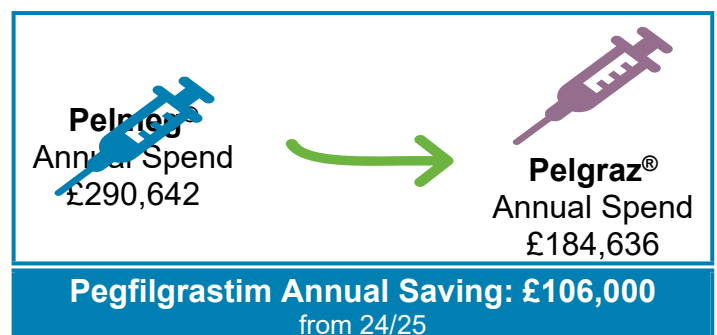 Pelmeg®
Annual Spend
£290,642
Pelgraz®
Annual Spend
£184,636
Pegfilgrastim Annual Saving: £106,000
from 24/25